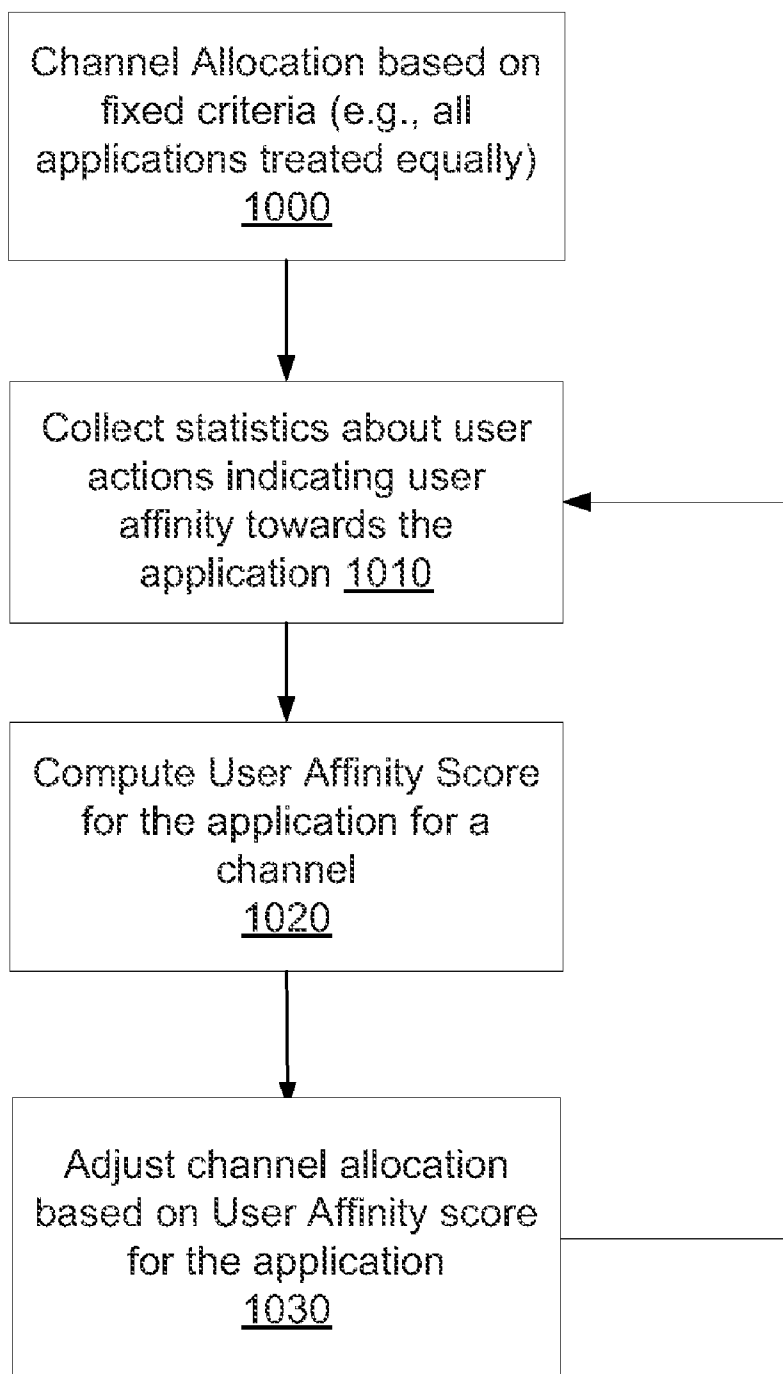 Channel Allocation based on
fixed criteria (e.g., all
applications treated equally)
1000
Collect statistics about user
actions indicating user
affinity towards the
application 1010
Compute User Affinity Score
for the application for a
channel
1020
Adjust channel allocation
based on User Affinity score
for the application
1030